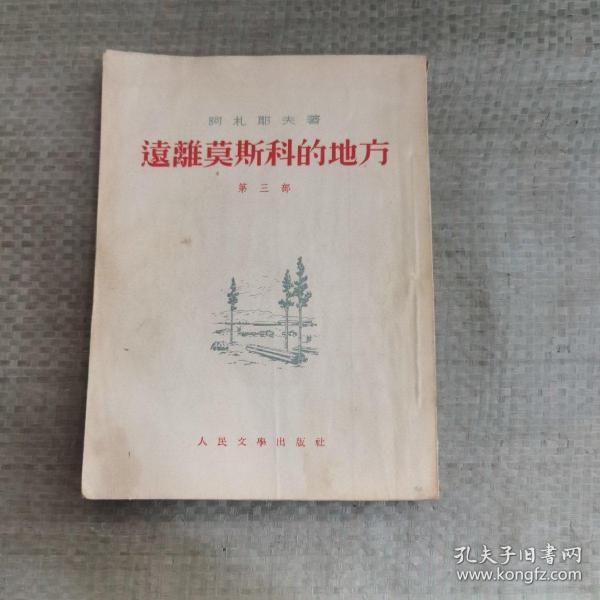 阿札耶夫著
遠離莫斯科的地方
第三部
人民文學出版社
孔夫子旧书网
www.kongfz.com